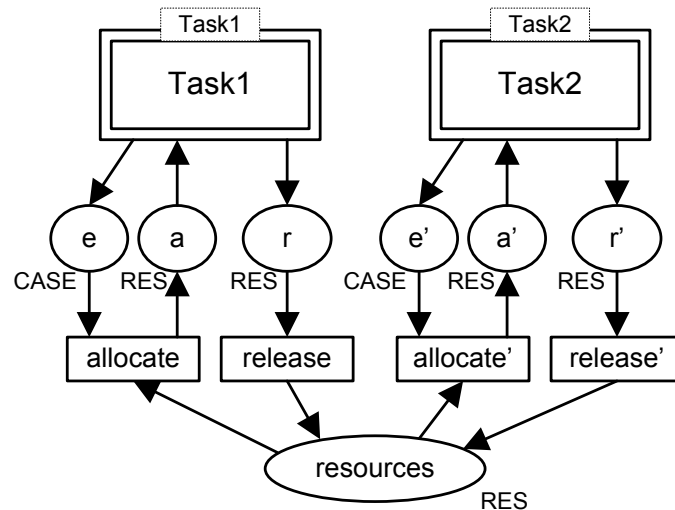 Task1 Task2
Task1 Task2
e a r e’ a’ r’
CASE RES RES CASE RES RES
allocate release allocate’ release’
resources
RES